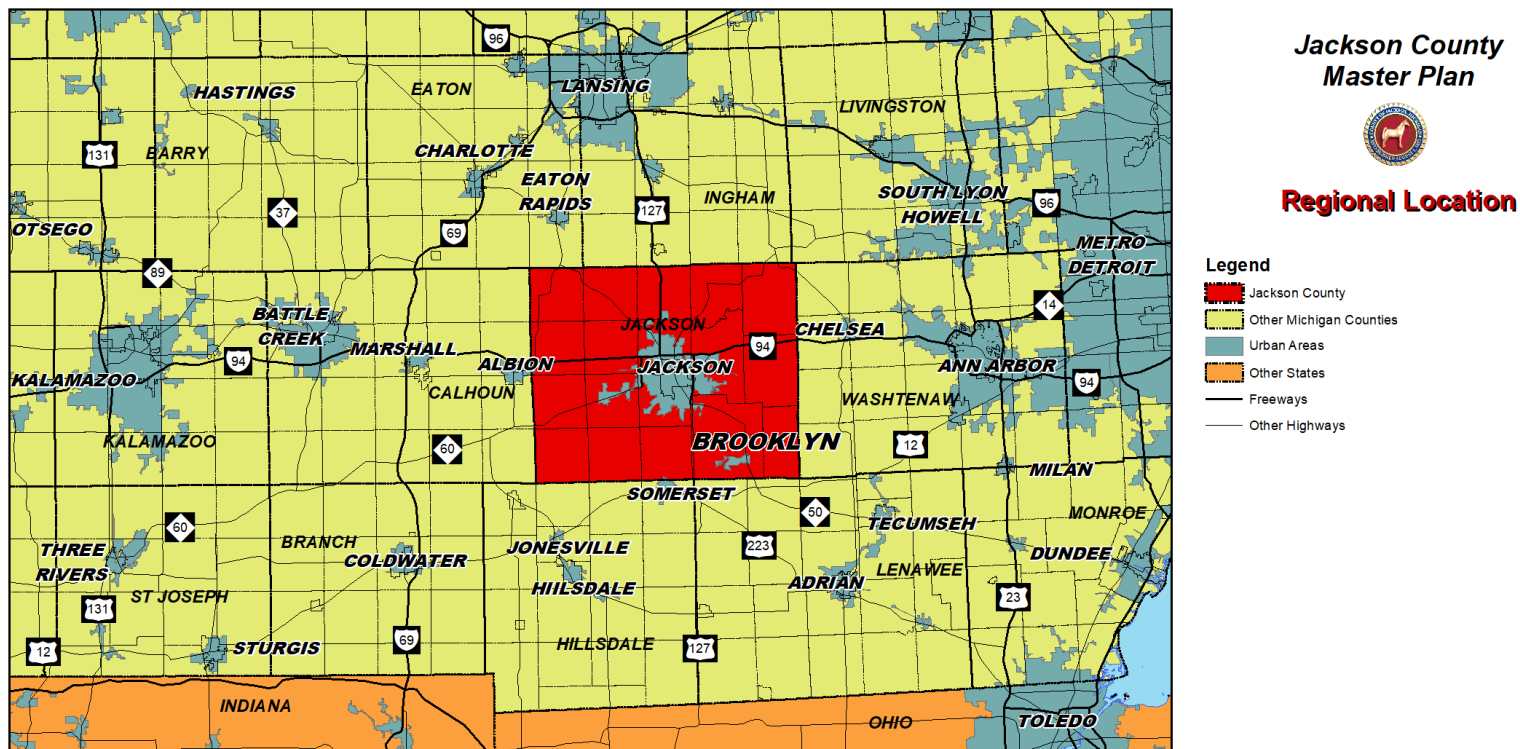 Jackson County
Master Plan
Regional Location
Legend
Jackson County
Other Michigan Counties
Urban Areas
Other States
Freeways
Other Highways
96
HASTINGS
EATON
LANSING
LIVINGSTON
131
BARRY
CHARLOTTE
EATON
RAPIDS
INGHAM
SOUTH LYON
HOWELL
96
37
127
69
OTSEGO
METRO
DETROIT
89
14
BATTLE
CREEK
JACKSON
CHELSEA
94
94
MARSHALL
ALBION
JACKSON
ANN ARBOR
94
KALAMAZOO
CALHOUN
WASHTENAW
KALAMAZOO
60
BROOKLYN
12
MILAN
SOMERSET
60
50
TECUMSEH
MONROE
THREE
RIVERS
BRANCH
COLDWATER
JONESVILLE
223
DUNDEE
HIILSDALE
ADRIAN
LENAWEE
ST JOSEPH
131
23
12
STURGIS
69
HILLSDALE
127
INDIANA
OHIO
TOLEDO